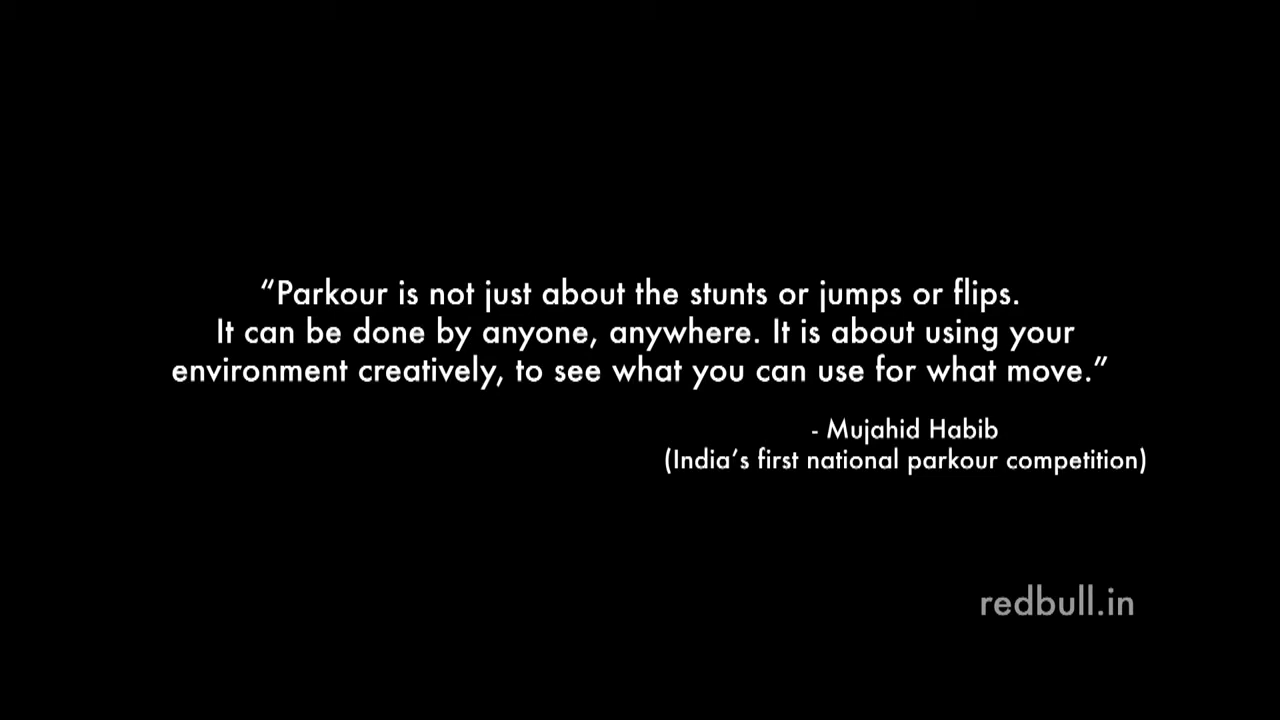 “Parkour is not just about the stunts or jumps or flips.
It can be done by anyone, anywhere. It is about using your
environment creatively, to see what you can use for what move.”
- Mujahid Habib
(India’s first national parkour competition)
redbull.in